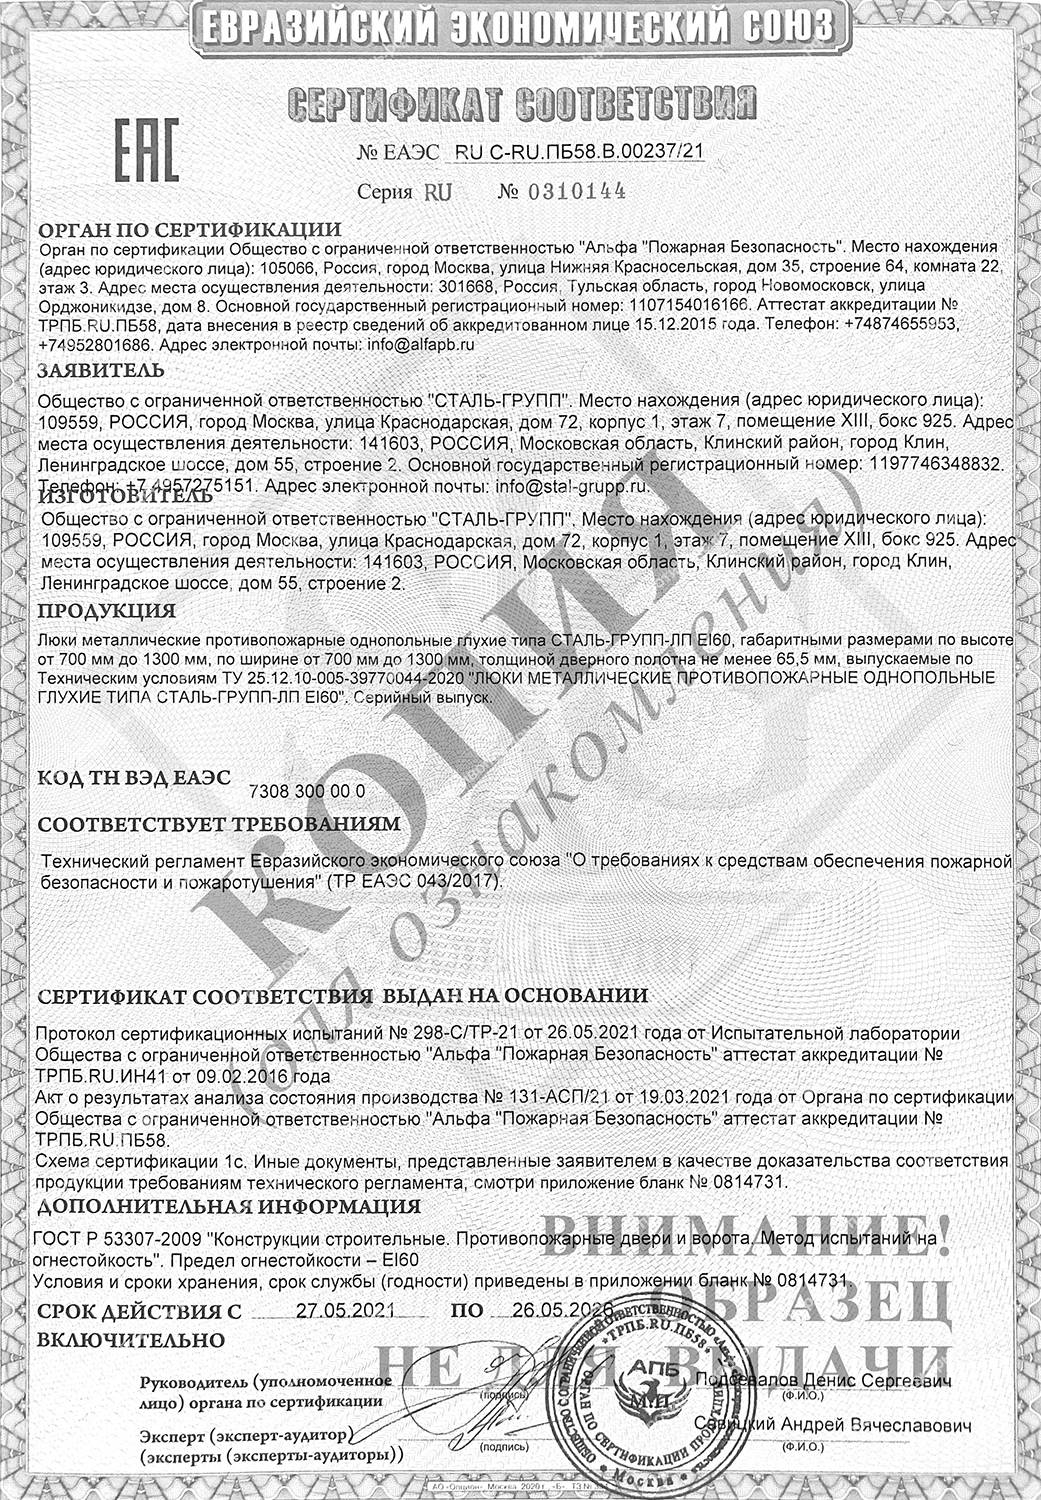 ЕВРАЗИЙСКИЙ ЭКОНОМИЧЕСКИЙ СОЮЗ
СЕРТИФИКАТ СООТВЕТСТВИЯ
ЕАС
№ ЕАЭС RU C-RU.ПБ58.В.00237/21
Серия RU № 0310144
ОРГАН ПО СЕРТИФИКАЦИИ
Орган по сертификации Общество с ограниченной ответственностью "Альфа "Пожарная Безопасность". Место нахождения
(адрес юридического лица): 105066, Россия, город Москва, улица Нижняя Красносельская, дом 35, строение 64, комната 22,
этаж 3. Адрес места осуществления деятельности: 301668, Россия, Тульская область, город Новомосковск, улица
Орджоникидзе, дом 8. Основной государственный регистрационный номер: 1107154016166. Аттестат аккредитации №
ТРПБ.RU.ПБ58, дата внесения в реестр сведений об аккредитованном лице 15.12.2015 года. Телефон: +74874655953,
+74952801686. Адрес электронной почты: info@alfapb.ru
ЗАЯВИТЕЛЬ
Общество с ограниченной ответственностью "СТАЛЬ-ГРУПП". Место нахождения (адрес юридического лица):
109559, РОССИЯ, город Москва, улица Краснодарская, дом 72, корпус 1, этаж 7, помещение XIII, бокс 925. Адрес
места осуществления деятельности: 141603, РОССИЯ, Московская область, Клинский район, город Клин,
Ленинградское шоссе, дом 55, строение 2. Основной государственный регистрационный номер: 1197746348832.
Телефон: +7 4957275151. Адрес электронной почты: info@stal-grupp.ru.
ИЗГОТОВИТЕЛЬ
Общество с ограниченной ответственностью "СТАЛЬ-ГРУПП", Место нахождения (адрес юридического лица):
109559, РОССИЯ, город Москва, улица Краснодарская, дом 72, корпус 1, этаж 7, помещение XIII, бокс 925. Адрес
места осуществления деятельности: 141603, РОССИЯ, Московская область, Клинский район, город Клин,
Ленинградское шоссе, дом 55, строение 2.
ПРОДУКЦИЯ
Люки металлические противопожарные однопольные глухие типа СТАЛЬ-ГРУПП-ЛП EI60, габаритными размерами по высоте
от 700 мм до 1300 мм, по ширине от 700 мм до 1300 мм, толщиной дверного полотна не менее 65,5 мм, выпускаемые по
Техническим условиям ТУ 25.12.10-005-39770044-2020 "ЛЮКИ МЕТАЛЛИЧЕСКИЕ ПРОТИВОПОЖАРНЫЕ ОДНОПОЛЬНЫЕ
ГЛУХИЕ ТИПА СТАЛЬ-ГРУПП-ЛП EI60". Серийный выпуск.
КОПИЯ
(для ознакомления)
КОД ТН ВЭД ЕАЭС 7308 300 00 0
СООТВЕТСТВУЕТ ТРЕБОВАНИЯМ
Технический регламент Евразийского экономического союза "О требованиях к средствам обеспечения пожарной
безопасности и пожаротушения" (ТР ЕАЭС 043/2017).
СЕРТИФИКАТ СООТВЕТСТВИЯ ВЫДАН НА ОСНОВАНИИ
Протокол сертификационных испытаний № 298-С/ТР-21 от 26.05.2021 года от Испытательной лаборатории
Общества с ограниченной ответственностью "Альфа "Пожарная Безопасность" аттестат аккредитации №
ТРПБ.RU.ИН41 от 09.02.2016 года
Акт о результатах анализа состояния производства № 131-АСП/21 от 19.03.2021 года от Органа по сертификации
Общества с ограниченной ответственностью "Альфа "Пожарная Безопасность" аттестат аккредитации №
ТРПБ.RU.ПБ58.
Схема сертификации 1с. Иные документы, представленные заявителем в качестве доказательства соответствия
продукции требованиям технического регламента, смотри приложение бланк № 0814731.
ДОПОЛНИТЕЛЬНАЯ ИНФОРМАЦИЯ
ГОСТ Р 53307-2009 "Конструкции строительные. Противопожарные двери и ворота. Метод испытаний на
огнестойкость". Предел огнестойкости – EI60
Условия и сроки хранения, срок службы (годности) приведены в приложении бланк № 0814731.
ВНИМАНИЕ!
ОБРАЗЕЦ
НЕ ДЛЯ ВЫДАЧИ
СРОК ДЕЙСТВИЯ С 27.05.2021 ПО 26.05.2026
ВКЛЮЧИТЕЛЬНО
Руководитель (уполномоченное
лицо) органа по сертификации
(подпись)
Подсевалов Денис Сергеевич
(Ф.И.О.)
Эксперт (эксперт-аудитор)
(эксперты (эксперты-аудиторы))
(подпись)
Савицкий Андрей Вячеславович
(Ф.И.О.)
*ТРПБ.RU.ПБ58*
АПБ
М.П.
ОРГАН ПО СЕРТИФИКАЦИИ ПРОДУКЦИИ
Москва
АО «Опцион» Москва 2020 г. «Б»